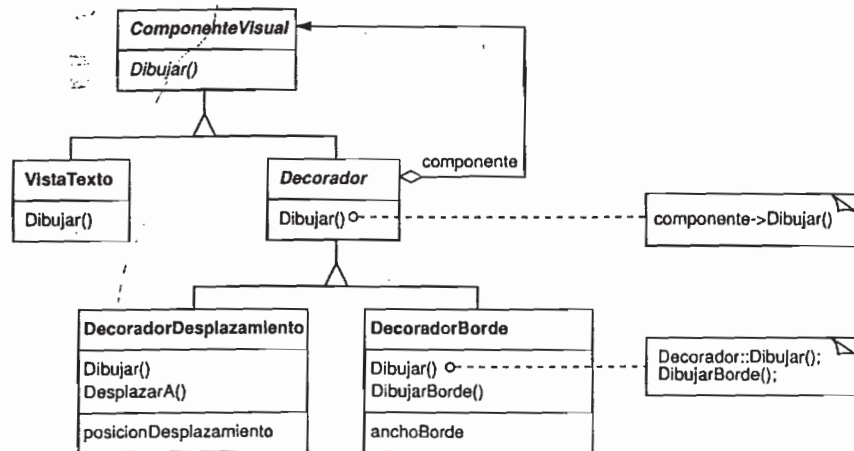 ComponenteVisual
Dibujar()
componente
VistaTexto
Dibujar()
Decorador
Dibujar()
componente->Dibujar()
DecoradorDesplazamiento
Dibujar()
DesplazarA()
posicionDesplazamiento
DecoradorBorde
Dibujar()
DibujarBorde()
anchoBorde
Decorador::Dibujar();
DibujarBorde();